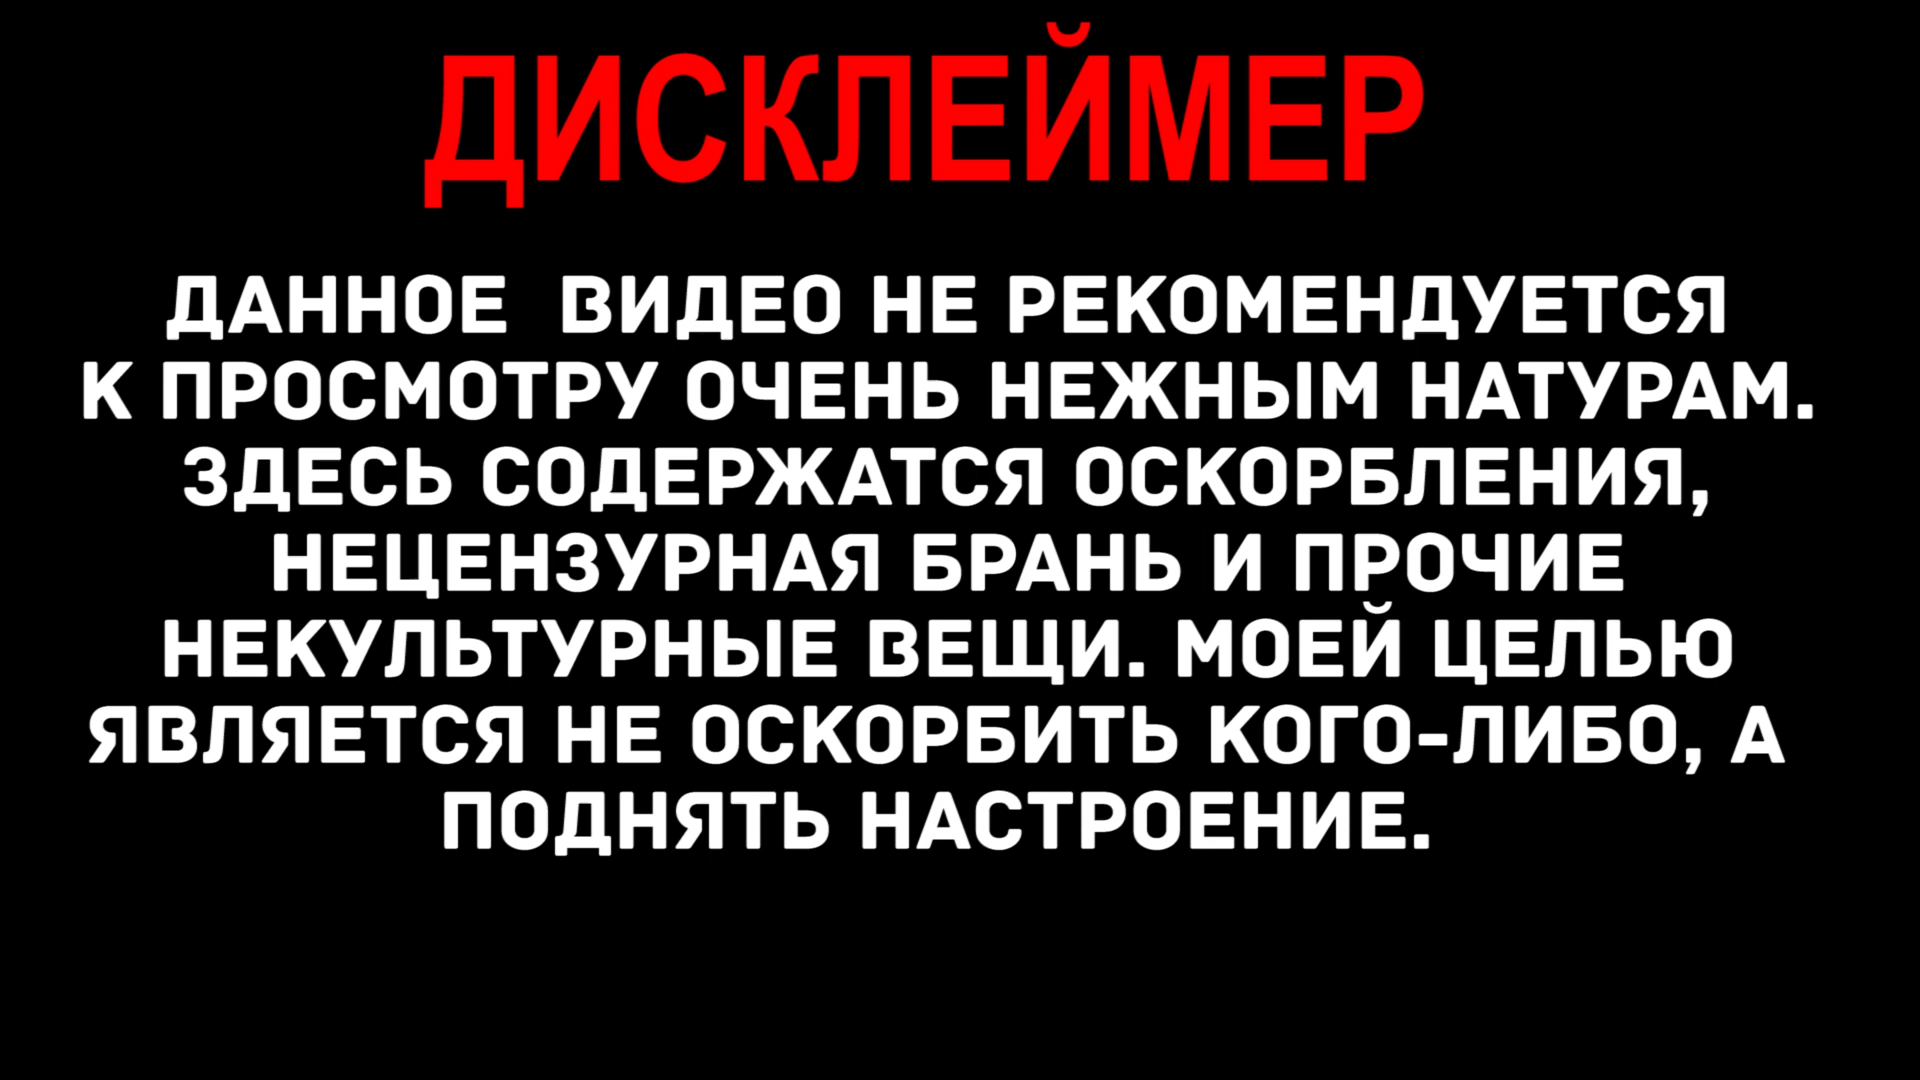 ДИСКЛЕЙМЕР
ДАННОЕ ВИДЕО НЕ РЕКОМЕНДУЕТСЯ
К ПРОСМОТРУ ОЧЕНЬ НЕЖНЫМ НАТУРАМ.
ЗДЕСЬ СОДЕРЖАТСЯ ОСКОРБЛЕНИЯ,
НЕЦЕНЗУРНАЯ БРАНЬ И ПРОЧИЕ
НЕКУЛЬТУРНЫЕ ВЕЩИ. МОЕЙ ЦЕЛЬЮ
ЯВЛЯЕТСЯ НЕ ОСКОРБИТЬ КОГО-ЛИБО, А
ПОДНЯТЬ НАСТРОЕНИЕ.